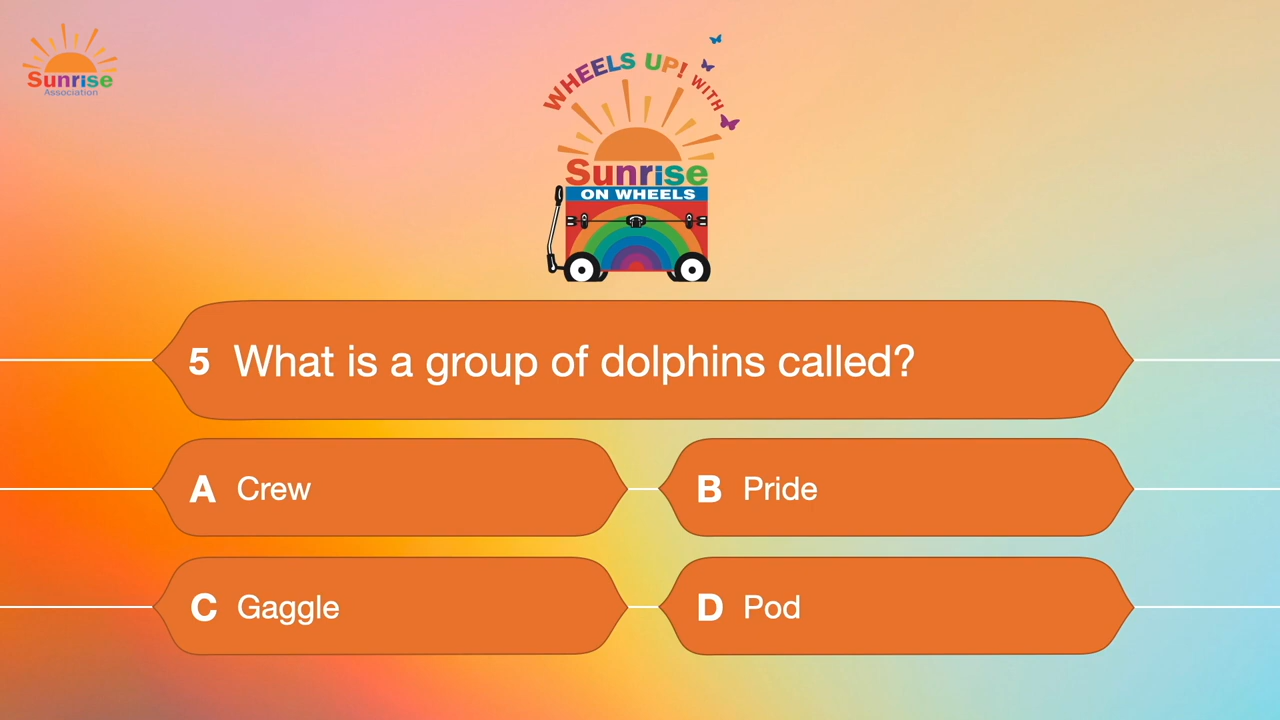 Sunrise
Association
WHEELS UP! WITH
Sunrise
ON WHEELS
5 What is a group of dolphins called?
A Crew
B Pride
C Gaggle
D Pod